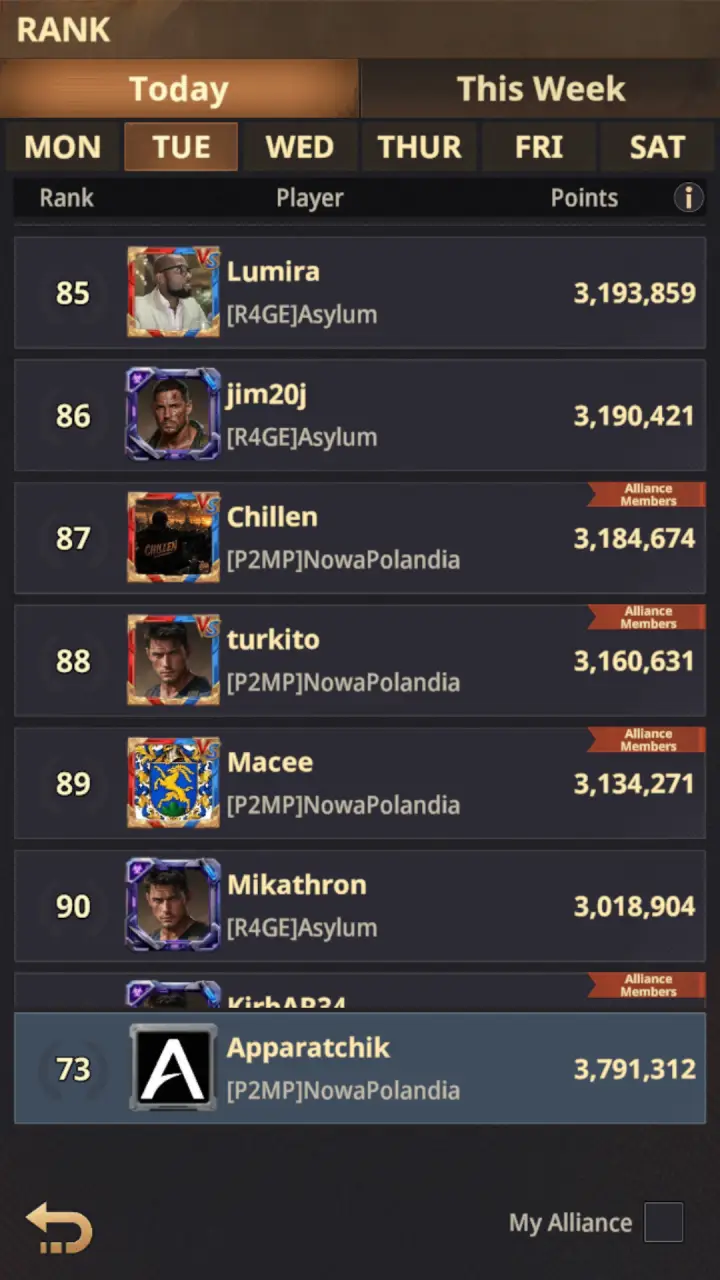 RANK
Today
This Week
MON
TUE
WED
THUR
FRI
SAT
Rank
Player
Points
85
Lumira
[R4GE]Asylum
3,193,859
86
jim20j
[R4GE]Asylum
3,190,421
Alliance
Members
87
CHILLEN
Chillen
[P2MP]NowaPolandia
3,184,674
Alliance
Members
88
turkito
[P2MP]NowaPolandia
3,160,631
Alliance
Members
89
Macee
[P2MP]NowaPolandia
3,134,271
90
Mikathron
[R4GE]Asylum
3,018,904
Alliance
Members
73
Apparatchik
[P2MP]NowaPolandia
3,791,312
My Alliance